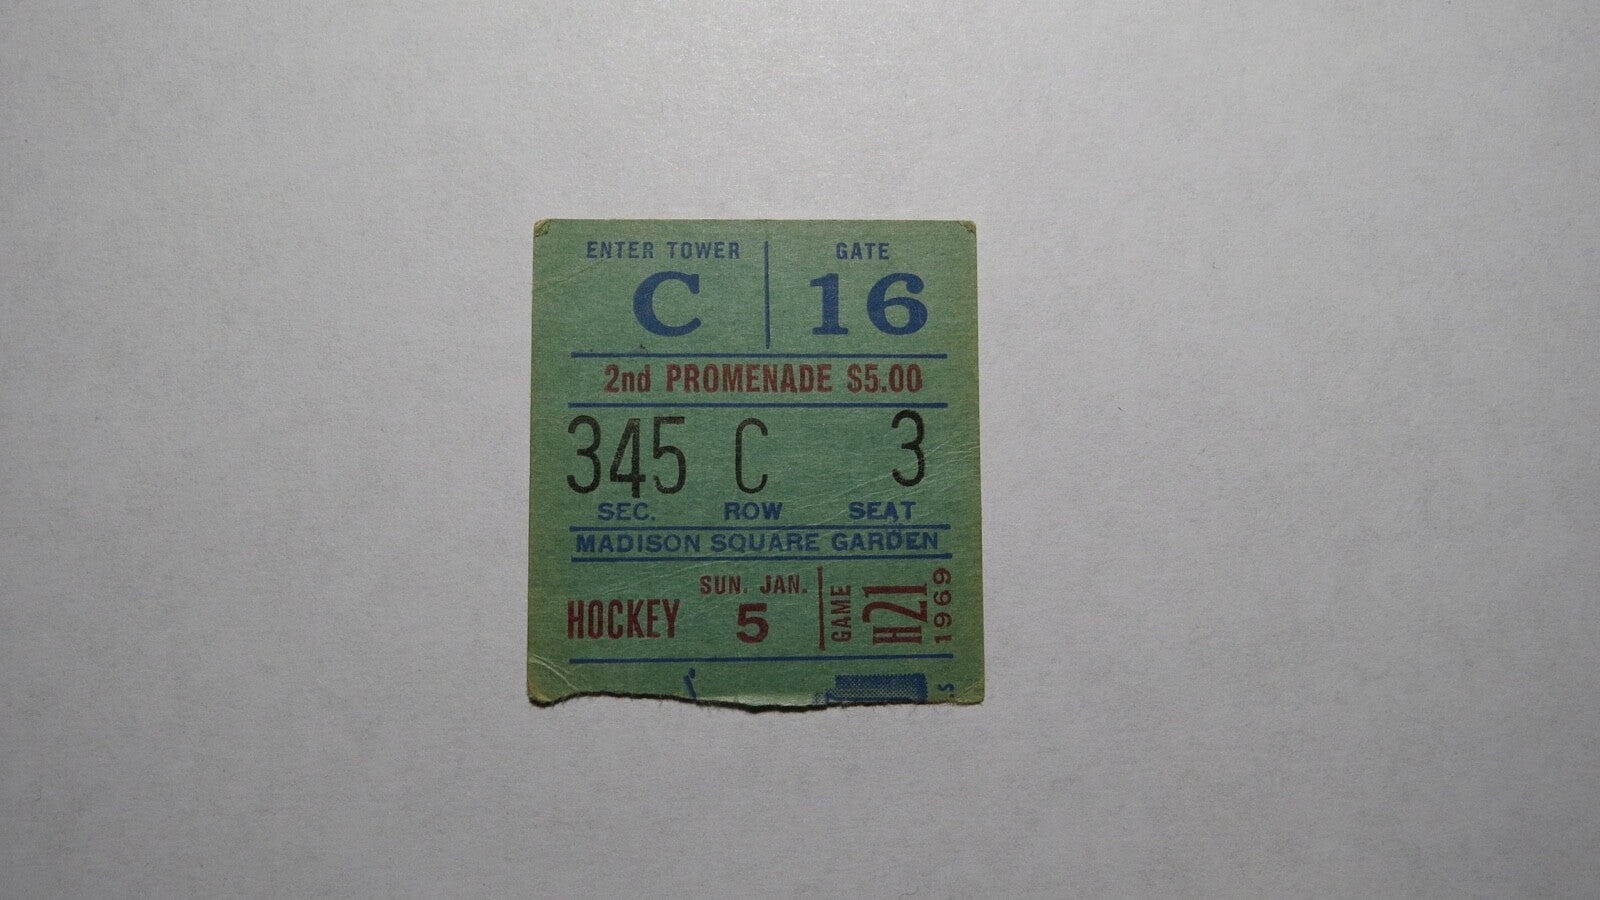 ENTER TOWER GATE
C 16
2nd PROMENADE $5.00
345 C 3
SEC. ROW SEAT
MADISON SQUARE GARDEN
HOCKEY SUN. JAN. 5 GAME H21 1969